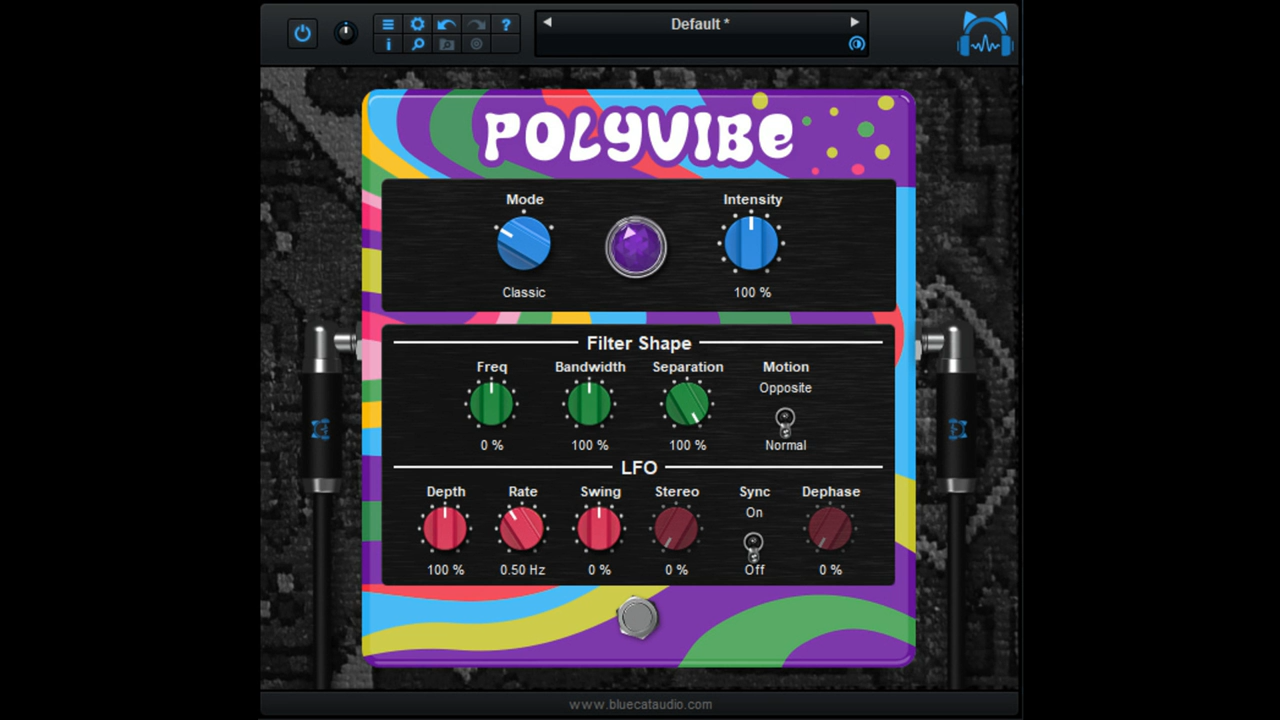 ?
Default *
i
POLYVIBE
Mode
Intensity
Classic
100 %
Filter Shape
Freq
Bandwidth
Separation
Motion
Opposite
0 %
100 %
100 %
Normal
LFO
Depth
Rate
Swing
Stereo
Sync
Dephase
On
100 %
0.50 Hz
0 %
0 %
Off
0 %
www.bluecataudio.com